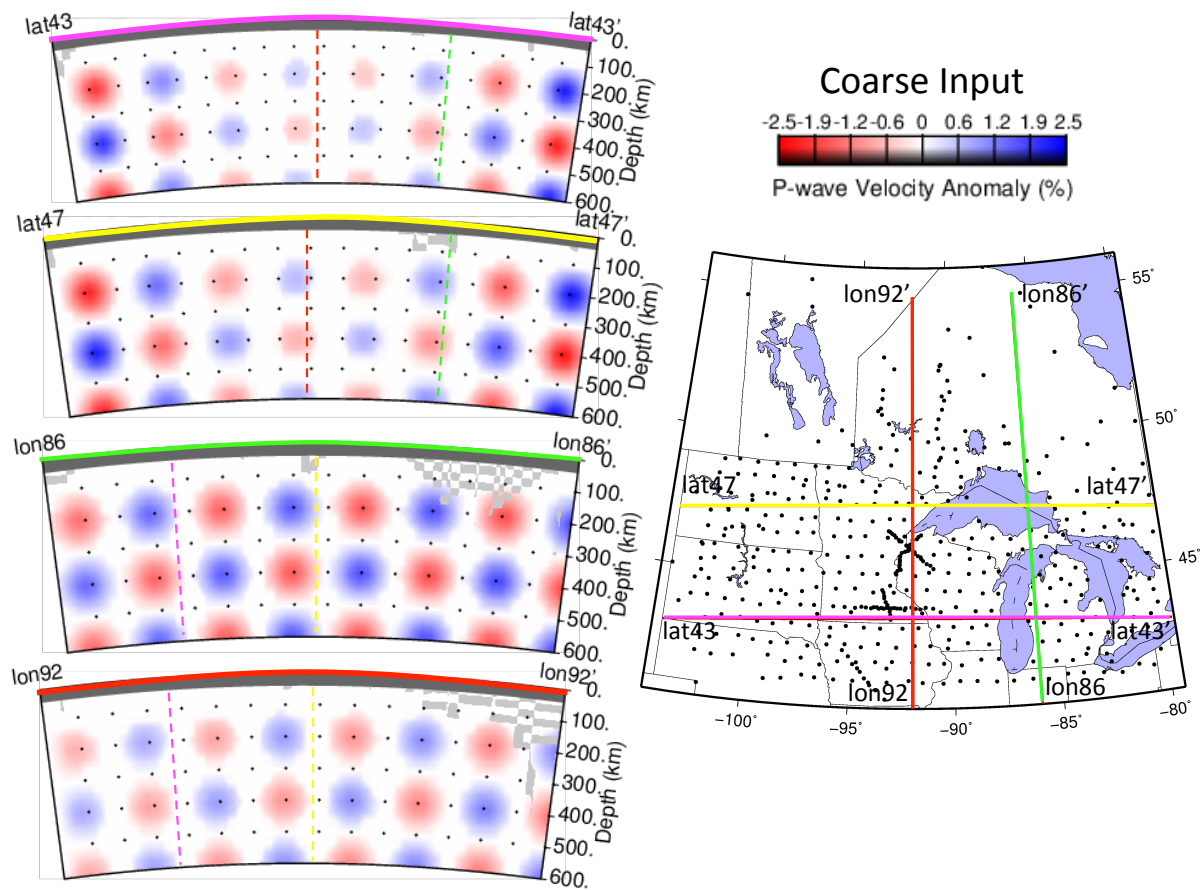 lat43
lat43’
0.
100.
200.
300.
400.
500.
600.
Depth (km)
lat47
lat47’
0.
100.
200.
300.
400.
500.
600.
Depth (km)
lon86
lon86’
0.
100.
200.
300.
400.
500.
600.
Depth (km)
lon92
lon92’
0.
100.
200.
300.
400.
500.
600.
Depth (km)
Coarse Input
-2.5 -1.9 -1.2 -0.6 0 0.6 1.2 1.9 2.5
P-wave Velocity Anomaly (%)
55°
lon92’ lon86’
50°
lat47 lat47’
45°
lat43 lat43’
lon92 lon86
-100° -95° -90° -85° -80°